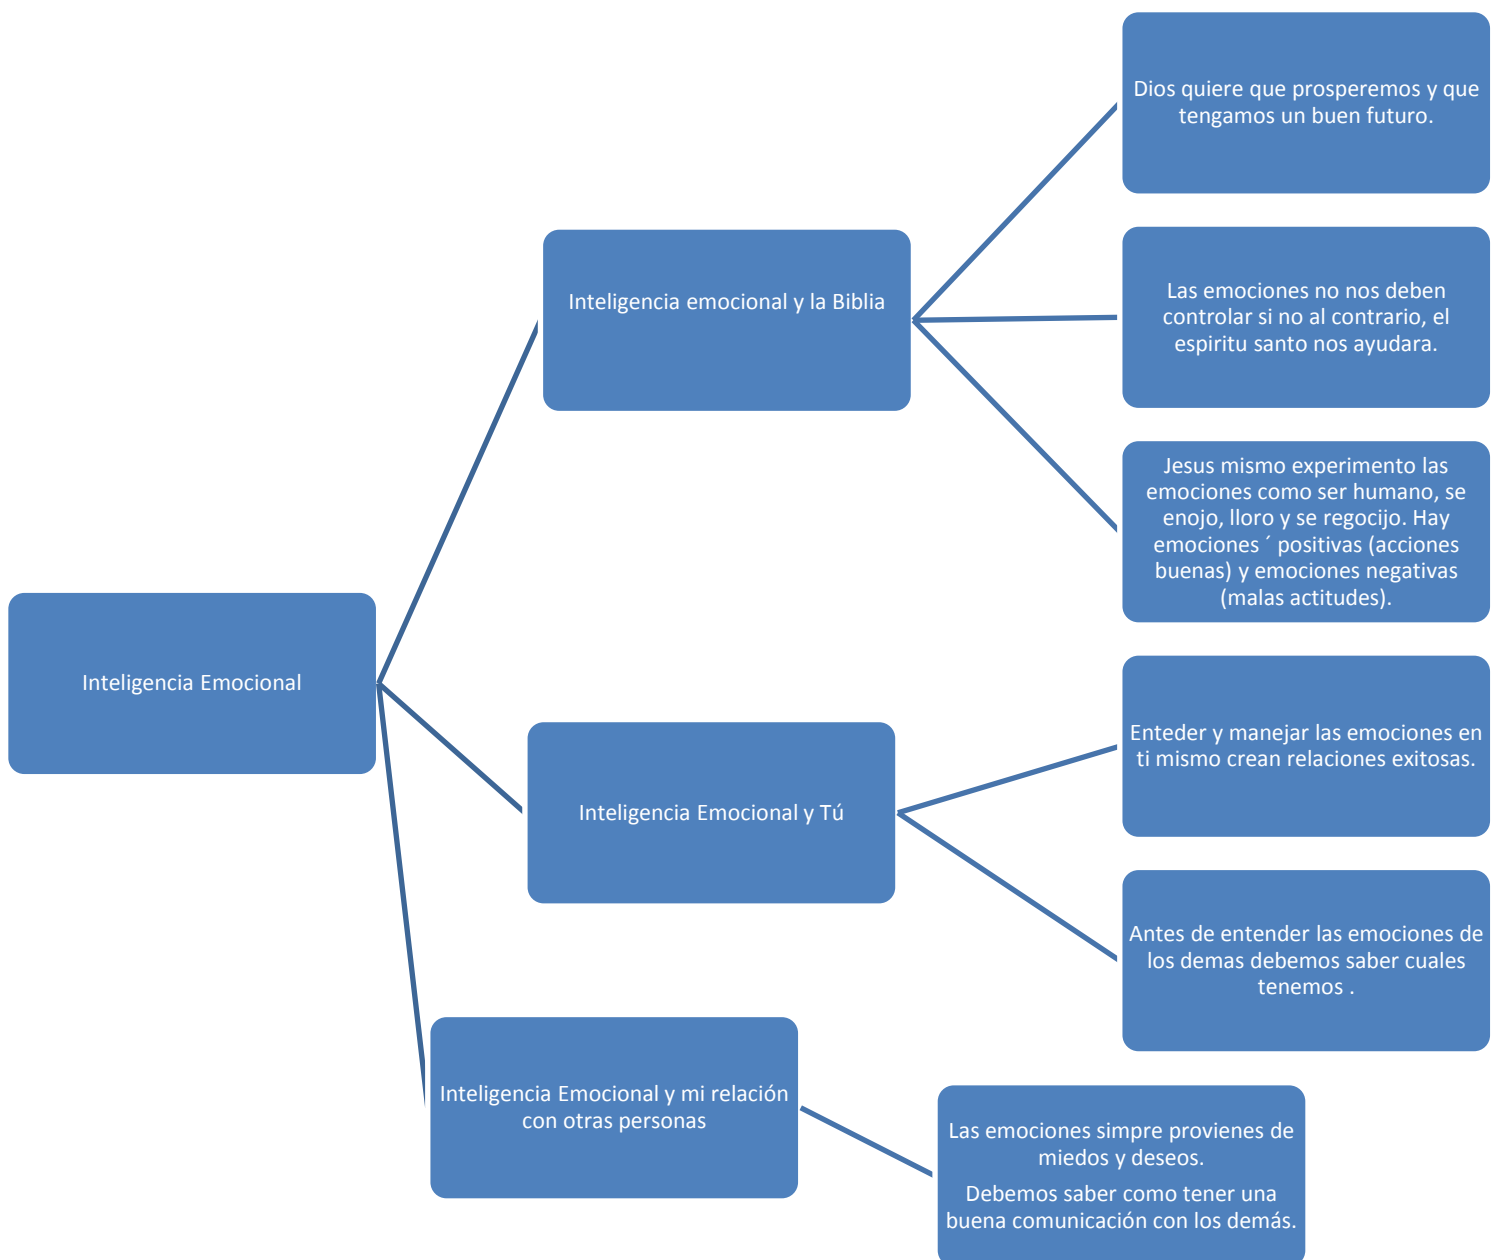 Inteligencia Emocional
Inteligencia emocional y la Biblia
Dios quiere que prosperemos y que
tengamos un buen futuro.
Las emociones no nos deben
controlar si no al contrario, el
espiritu santo nos ayudara.
Jesus mismo experimento las
emociones como ser humano, se
enojo, lloro y se regocijo. Hay
emociones ´ positivas (acciones
buenas) y emociones negativas
(malas actitudes).
Inteligencia Emocional y Tú
Enteder y manejar las emociones en
ti mismo crean relaciones exitosas.
Antes de entender las emociones de
los demas debemos saber cuales
tenemos .
Inteligencia Emocional y mi relación
con otras personas
Las emociones simpre provienes de
miedos y deseos.
Debemos saber como tener una
buena comunicación con los demás.